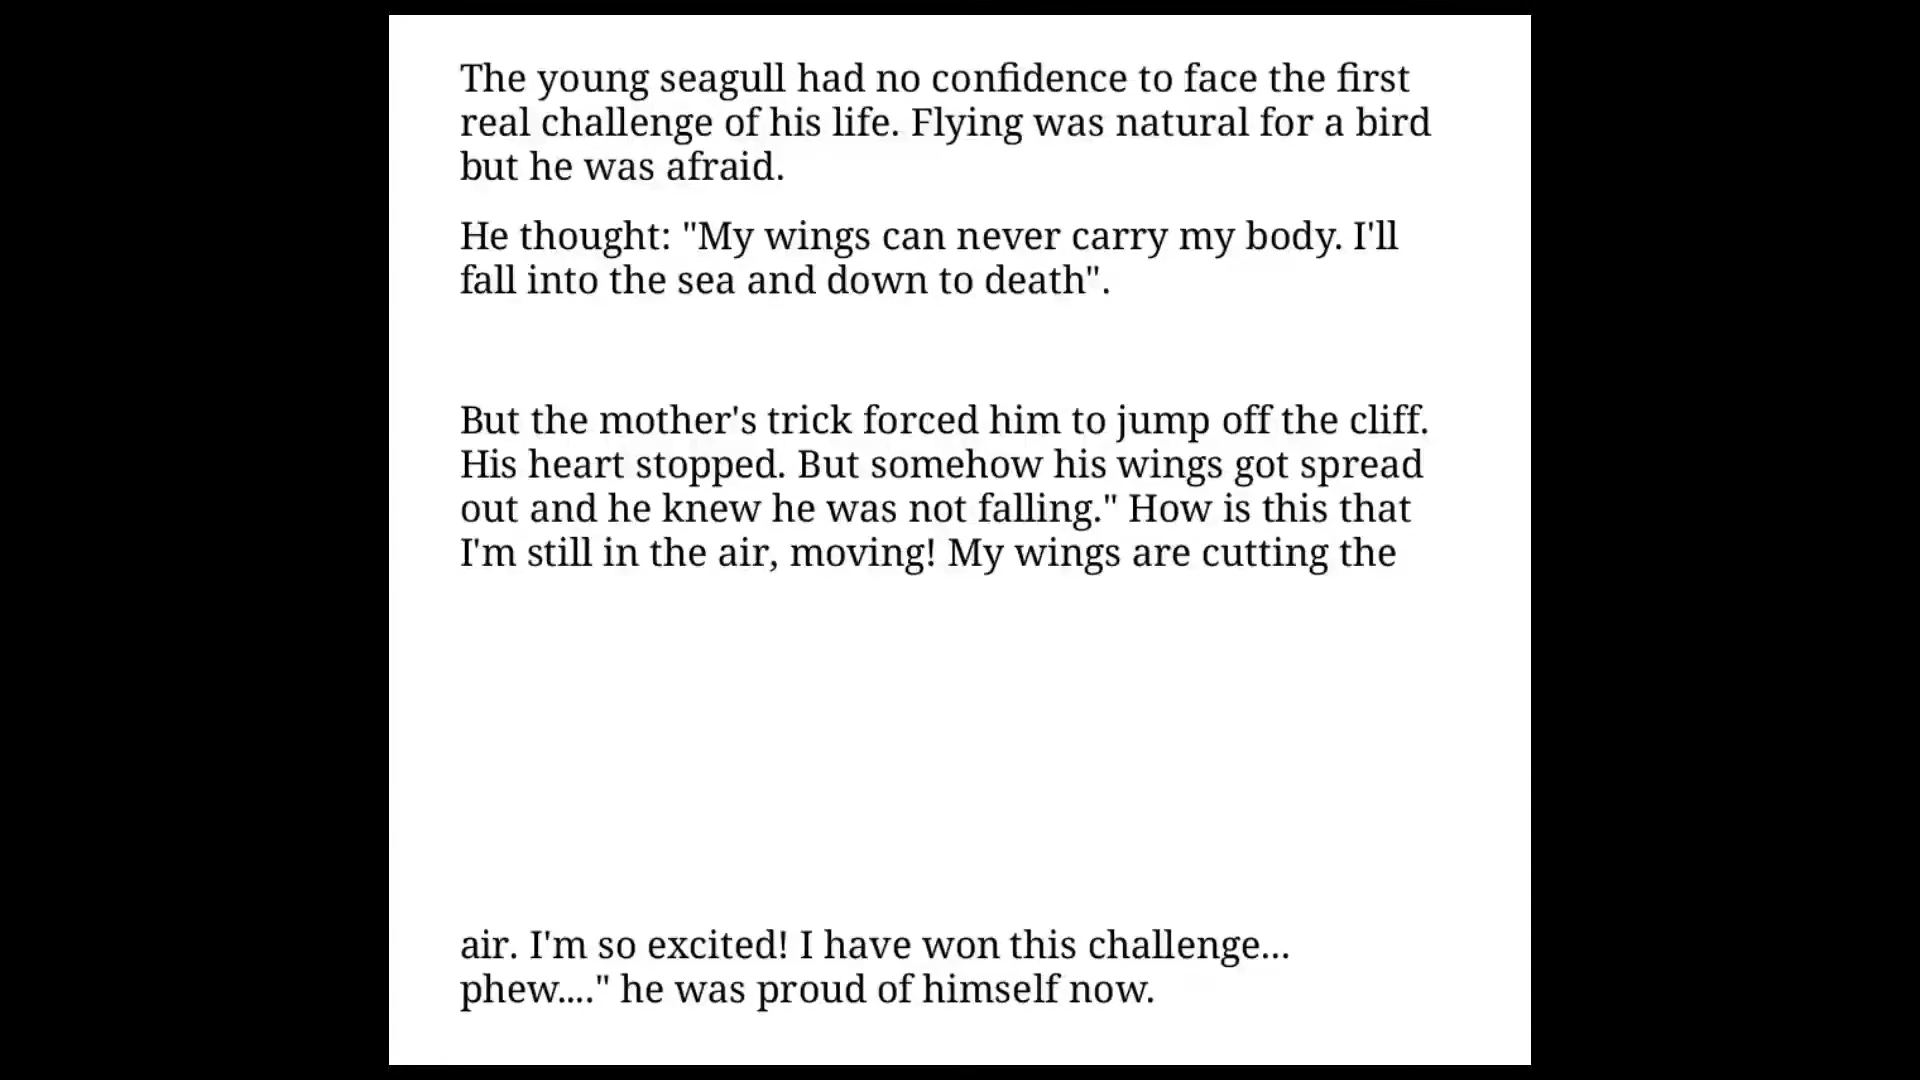 The young seagull had no confidence to face the first
real challenge of his life. Flying was natural for a bird
but he was afraid.
He thought: "My wings can never carry my body. I'll
fall into the sea and down to death".
But the mother's trick forced him to jump off the cliff.
His heart stopped. But somehow his wings got spread
out and he knew he was not falling." How is this that
I'm still in the air, moving! My wings are cutting the
air. I'm so excited! I have won this challenge...
phew...." he was proud of himself now.